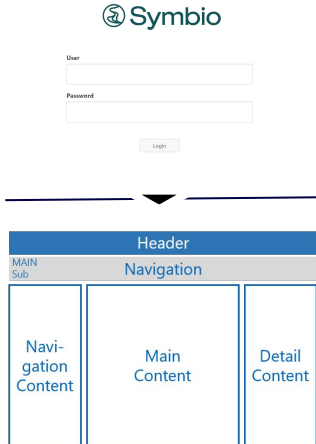 Symbio
User
Password
Login
Header
MAIN
Sub
Navigation
Navi-
gation
Content
Main
Content
Detail
Content